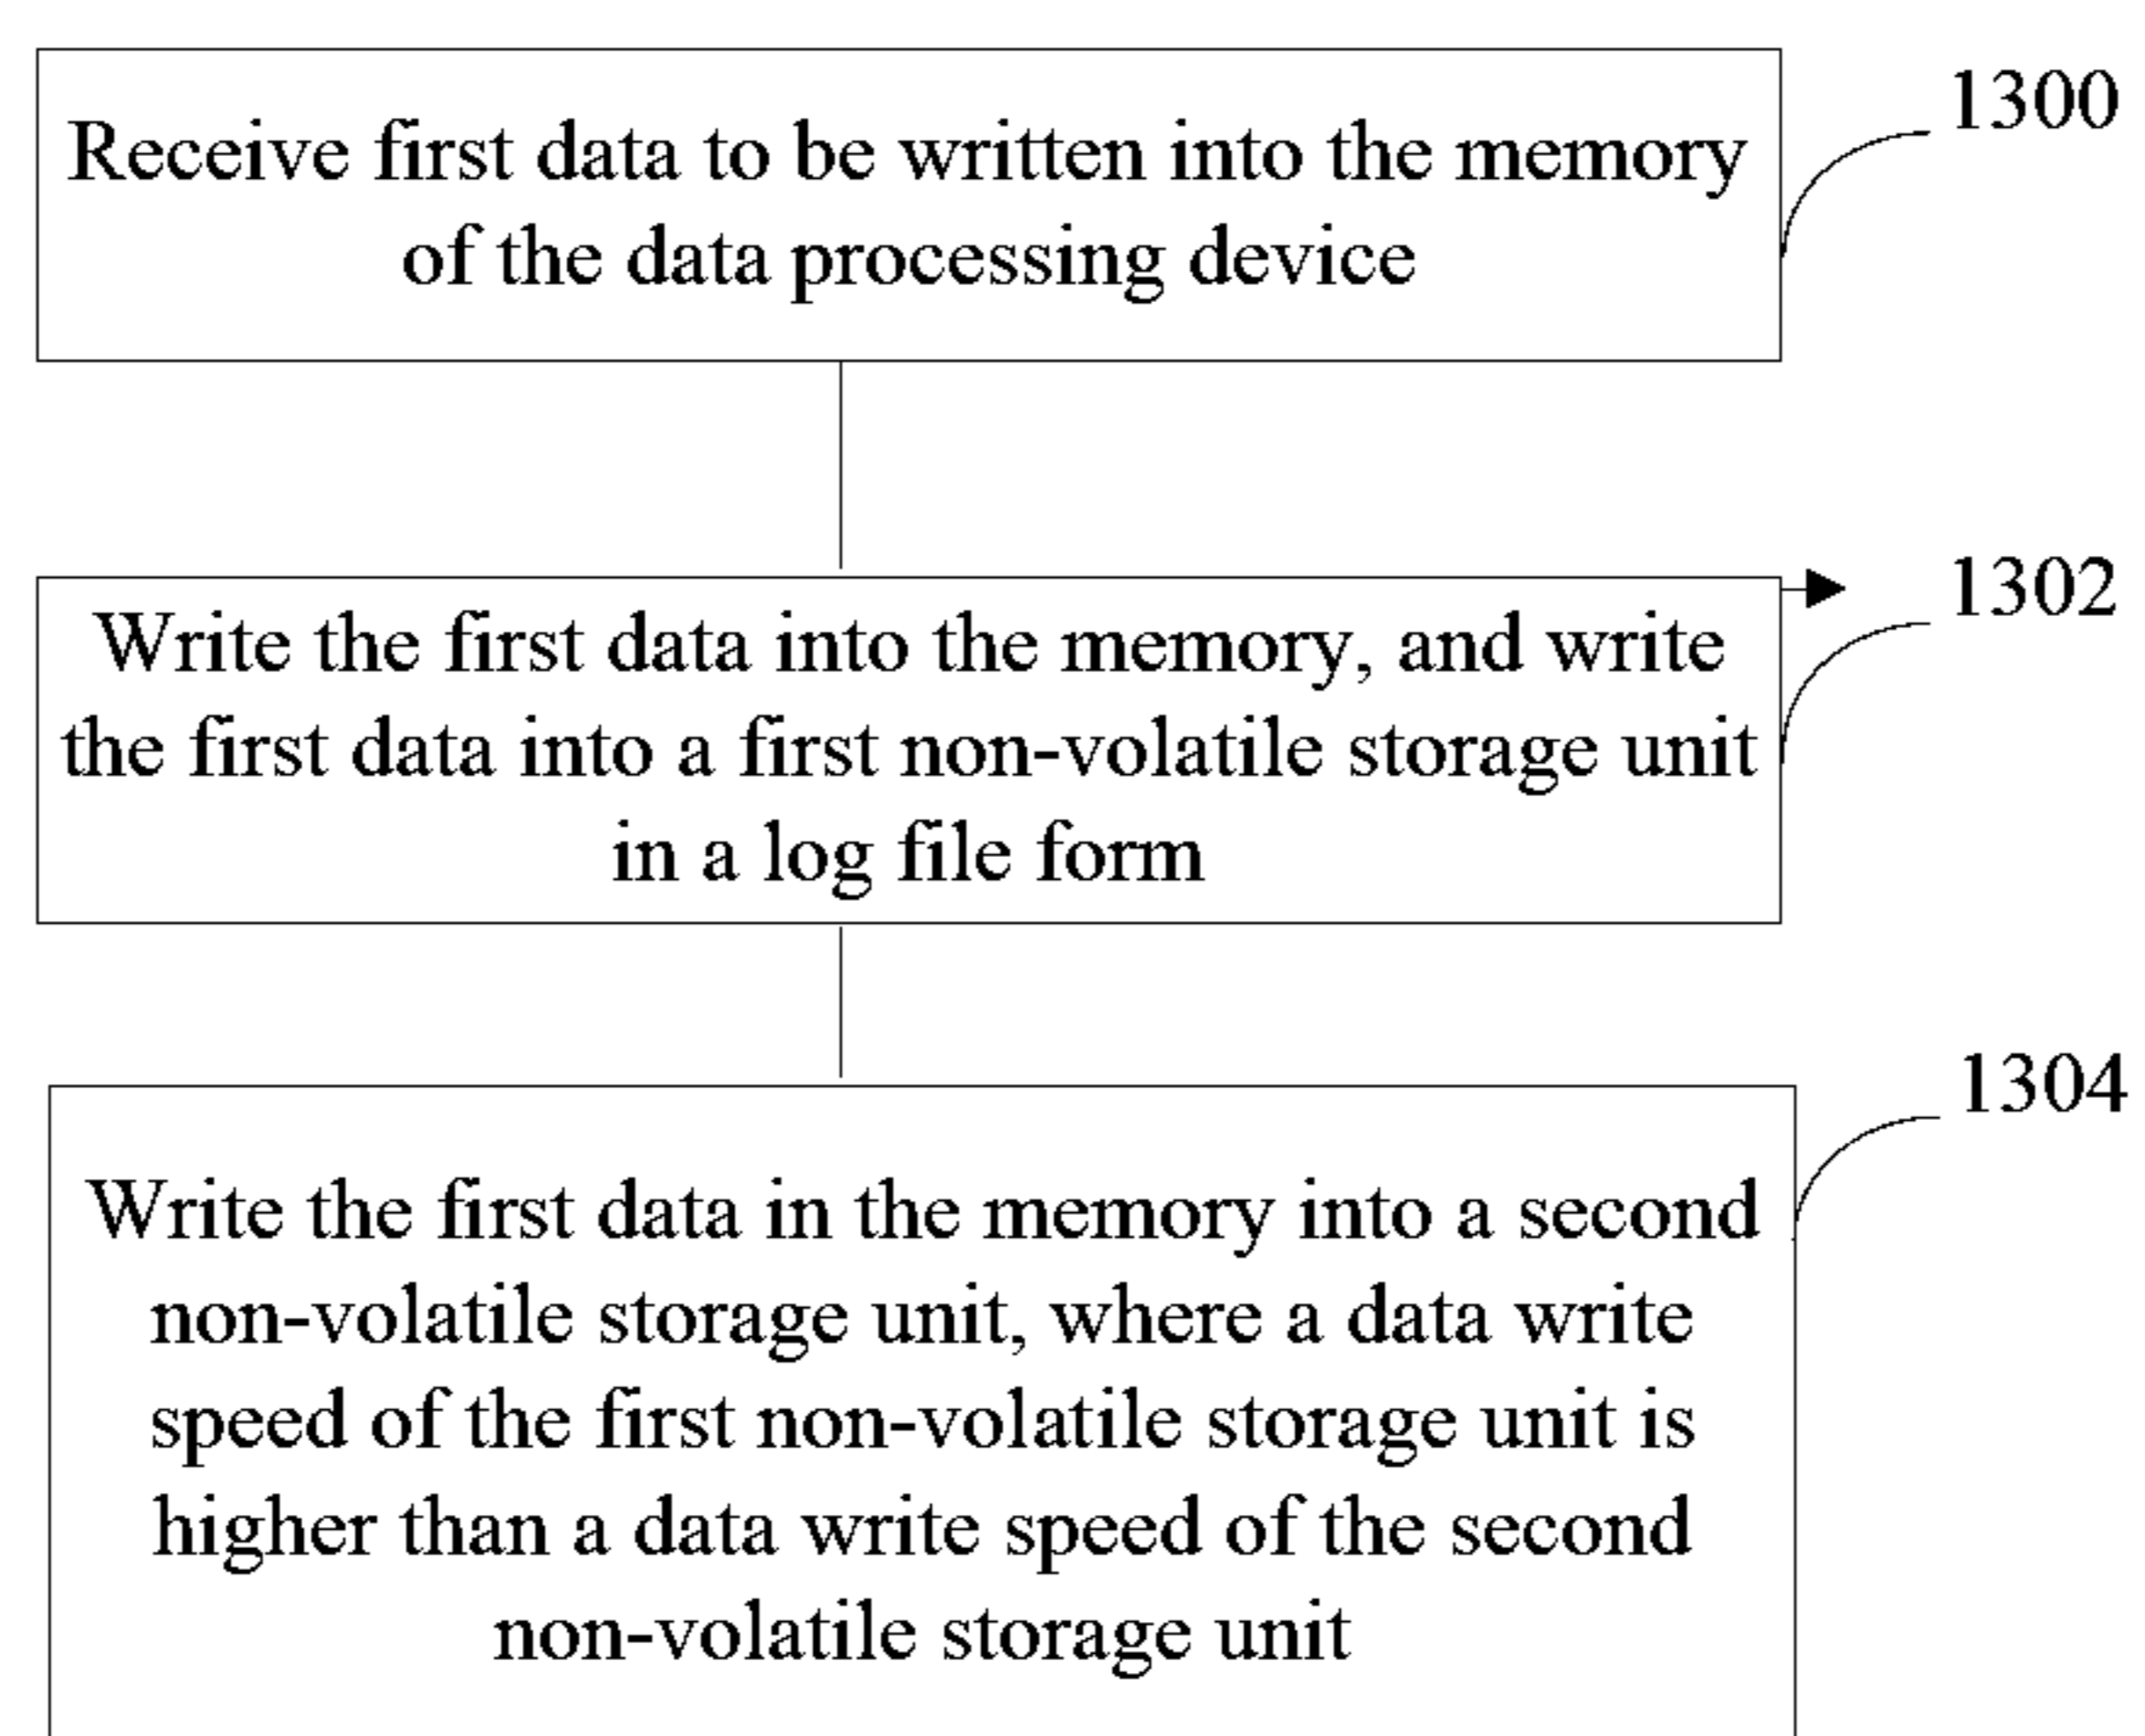 1300
Receive first data to be written into the memory
of the data processing device
1302
Write the first data into the memory, and write
the first data into a first non-volatile storage unit
in a log file form
1304
Write the first data in the memory into a second
non-volatile storage unit, where a data write
speed of the first non-volatile storage unit is
higher than a data write speed of the second
non-volatile storage unit